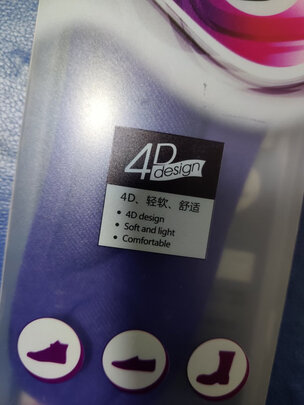 4D
design
4D、轻软、舒适
• 4D design
• Soft and light
• Comfortable